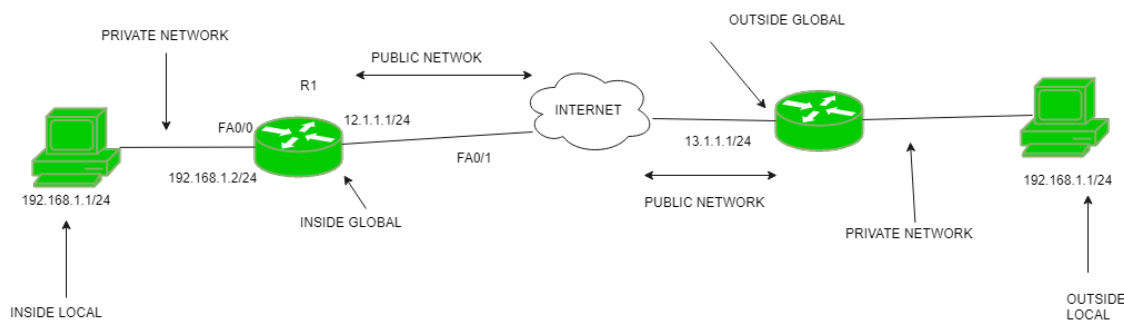 OUTSIDE GLOBAL
PRIVATE NETWORK
PUBLIC NETWOK
R1
INTERNET
FA0/0
12.1.1.1/24
13.1.1.1/24
FA0/1
192.168.1.2/24
192.168.1.1/24
192.168.1.1/24
PUBLIC NETWORK
INSIDE GLOBAL
PRIVATE NETWORK
INSIDE LOCAL
OUTSIDE
LOCAL